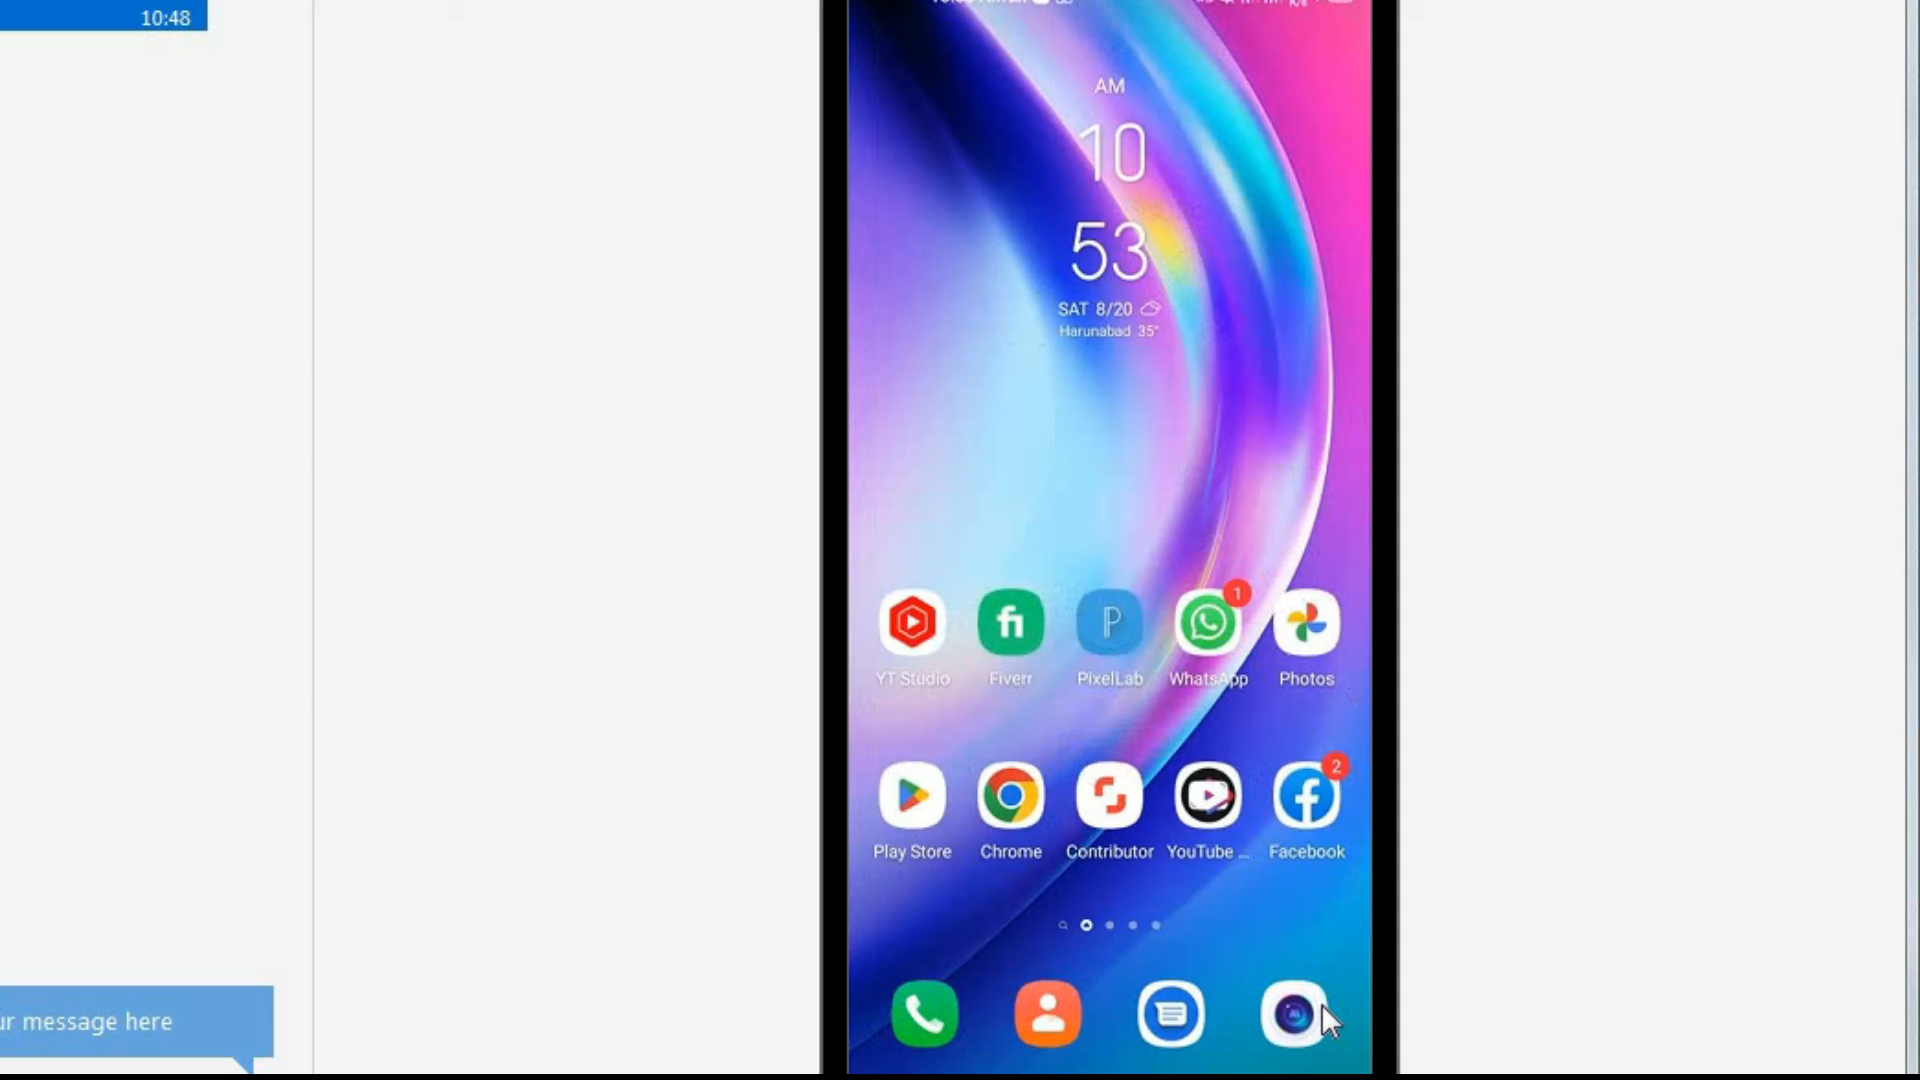 10:48
AM
10
53
SAT 8/20
Harunabad 35°
1
YT Studio
Fiverr
PixelLab
WhatsApp
Photos
2
Play Store
Chrome
Contributor
YouTube ...
Facebook
message here